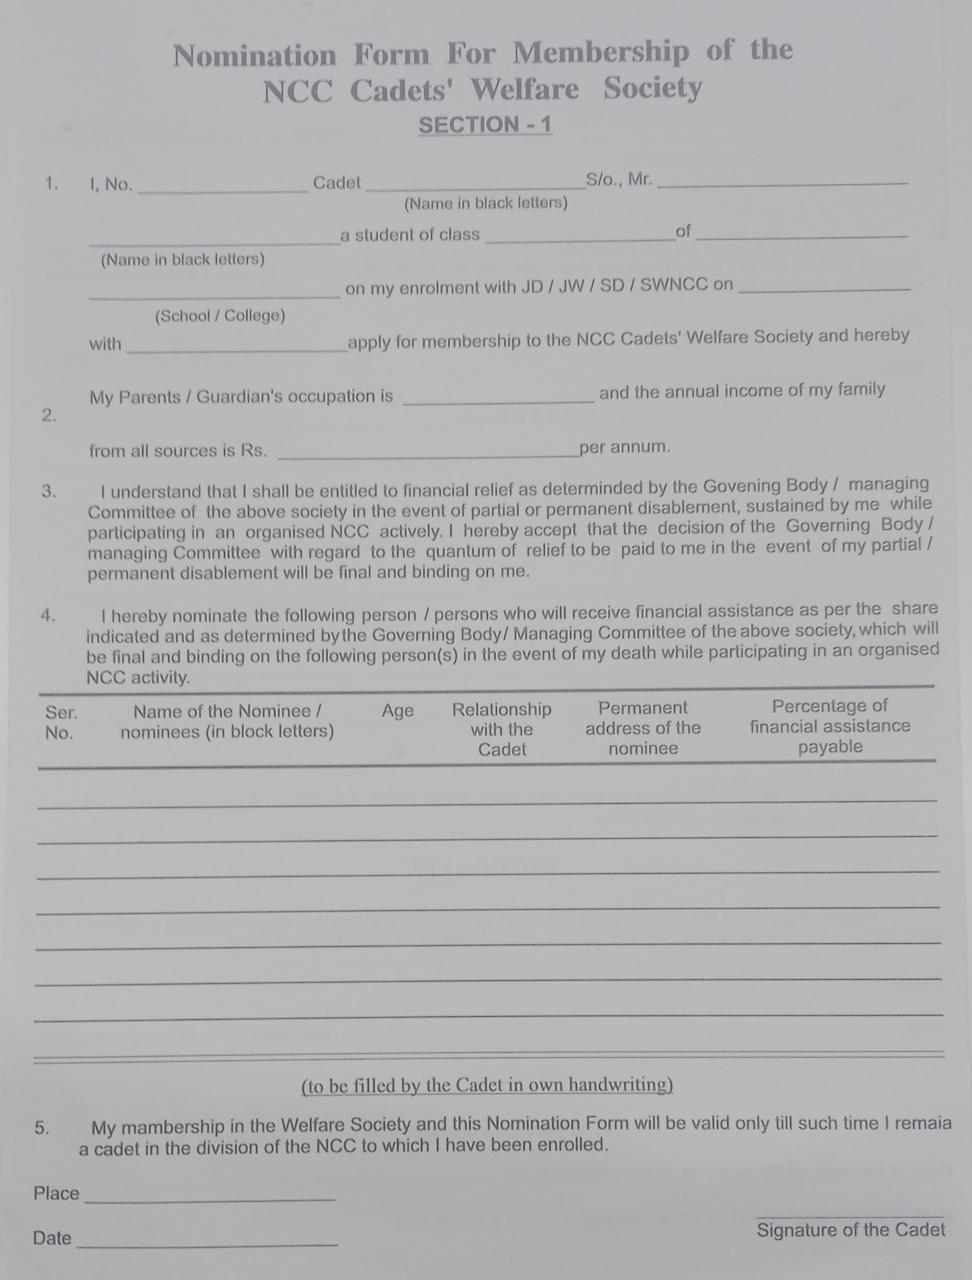 Nomination Form For Membership of the
NCC Cadets' Welfare Society
SECTION - 1
1. I, No. ____________ Cadet ____________ S/o., Mr. ____________
(Name in black letters)
____________ a student of class ____________ of ____________
(Name in black letters)
____________ on my enrolment with JD / JW / SD / SWNCC on ____________
(School / College)
with ____________ apply for membership to the NCC Cadets' Welfare Society and hereby
My Parents / Guardian's occupation is ____________ and the annual income of my family
2.
from all sources is Rs. ____________ per annum.
3. I understand that I shall be entitled to financial relief as determinded by the Govening Body / managing
Committee of the above society in the event of partial or permanent disablement, sustained by me while
participating in an organised NCC actively. I hereby accept that the decision of the Governing Body /
managing Committee with regard to the quantum of relief to be paid to me in the event of my partial /
permanent disablement will be final and binding on me.
4. I hereby nominate the following person / persons who will receive financial assistance as per the share
indicated and as determined by the Governing Body/ Managing Committee of the above society, which will
be final and binding on the following person(s) in the event of my death while participating in an organised
NCC activity.
Ser. Name of the Nominee / Age Relationship Permanent Percentage of
No. nominees (in block letters) with the address of the financial assistance
Cadet nominee payable
(to be filled by the Cadet in own handwriting)
5. My mambership in the Welfare Society and this Nomination Form will be valid only till such time I remaia
a cadet in the division of the NCC to which I have been enrolled.
Place ____________
Date ____________ Signature of the Cadet